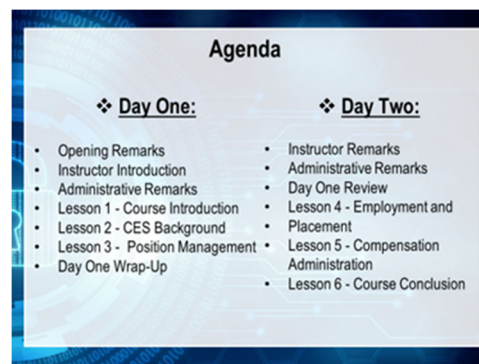 Agenda
❖ Day One:
• Opening Remarks
• Instructor Introduction
• Administrative Remarks
• Lesson 1 - Course Introduction
• Lesson 2 - CES Background
• Lesson 3 - Position Management
• Day One Wrap-Up
❖ Day Two:
• Instructor Remarks
• Administrative Remarks
• Day One Review
• Lesson 4 - Employment and
• Placement
• Lesson 5 - Compensation
Administration
• Lesson 6 - Course Conclusion